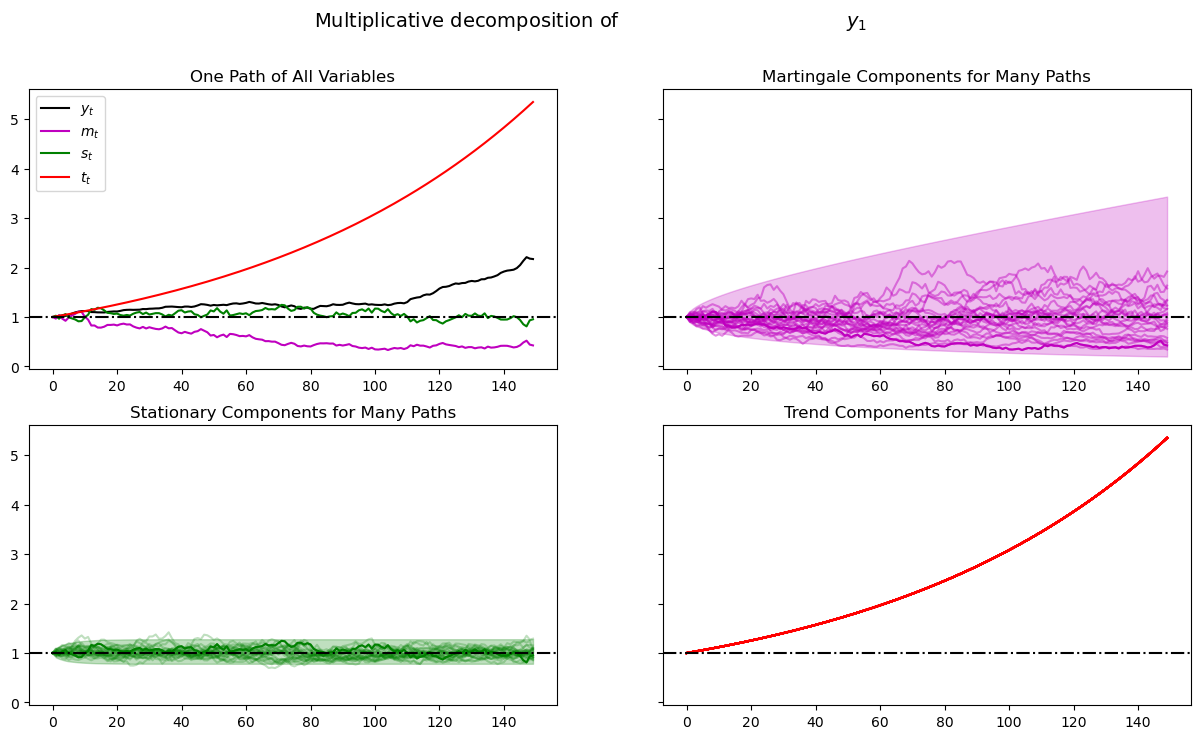 Multiplicative decomposition of y₁
One Path of All Variables
5
4
3
2
1
0
yₜ
mₜ
sₜ
tₜ
0 20 40 60 80 100 120 140
Martingale Components for Many Paths
0 20 40 60 80 100 120 140
Stationary Components for Many Paths
5
4
3
2
1
0
0 20 40 60 80 100 120 140
Trend Components for Many Paths
0 20 40 60 80 100 120 140